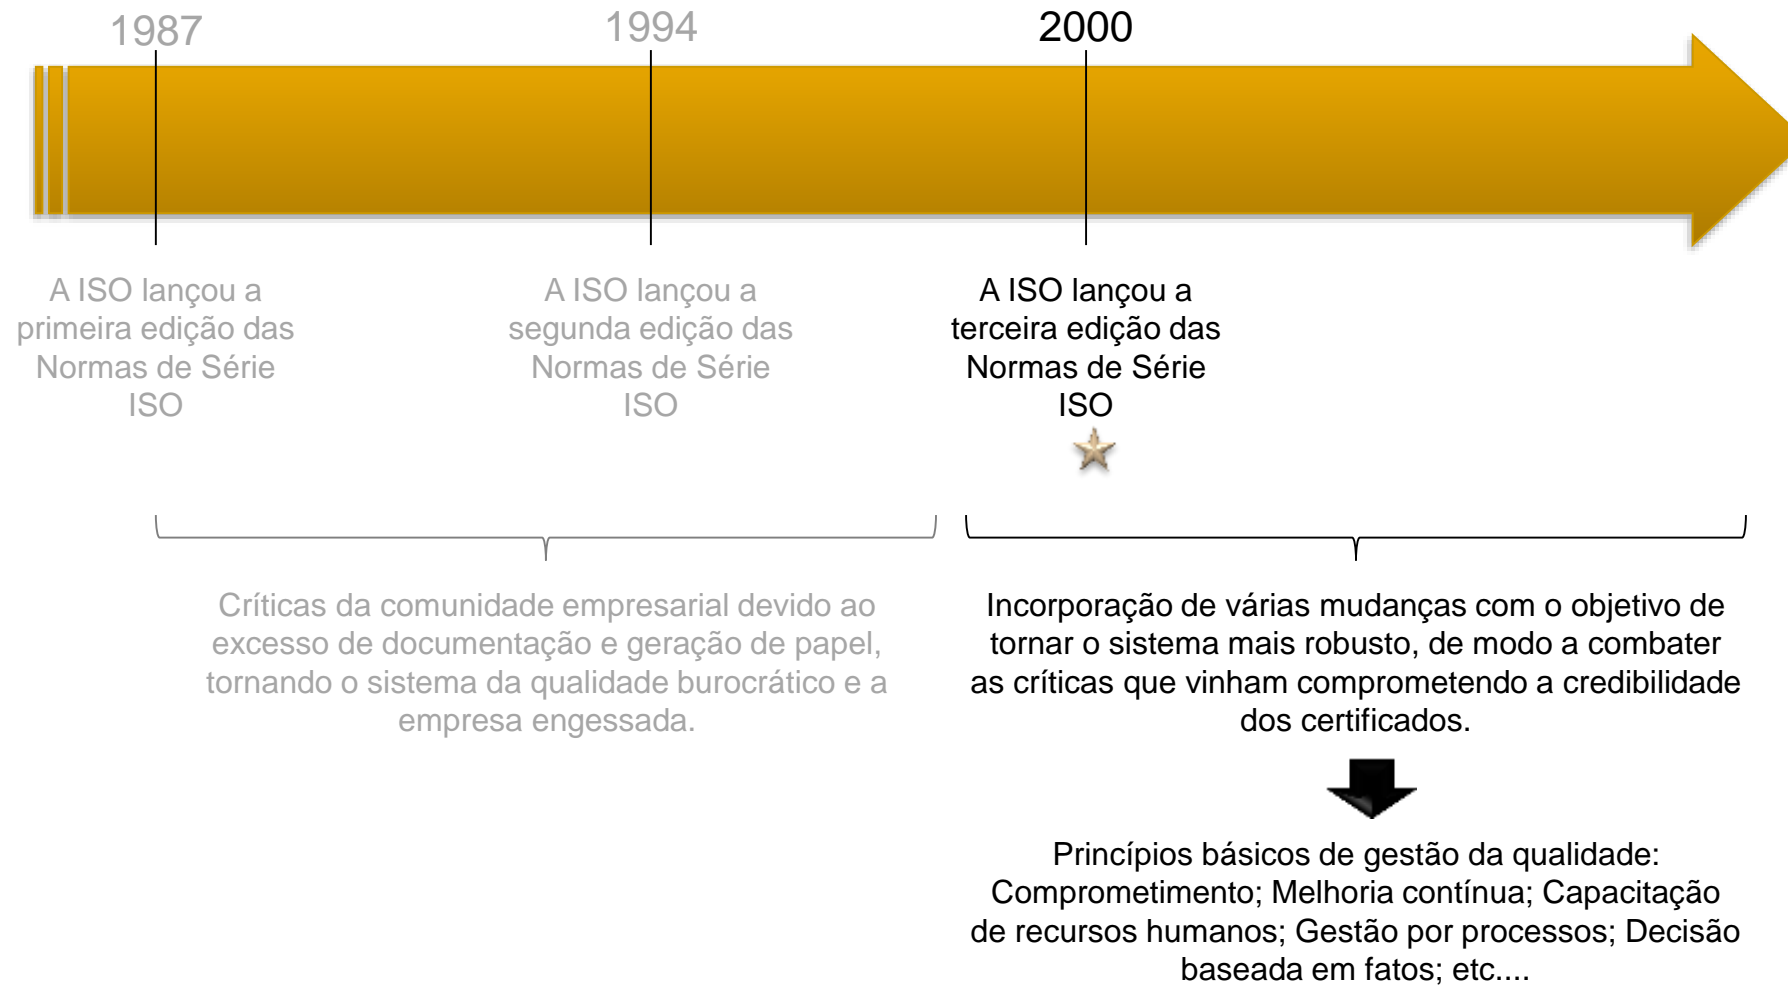 1987
1994
2000
A ISO lançou a
primeira edição das
Normas de Série
ISO
A ISO lançou a
segunda edição das
Normas de Série
ISO
A ISO lançou a
terceira edição das
Normas de Série
ISO
Críticas da comunidade empresarial devido ao
excesso de documentação e geração de papel,
tornando o sistema da qualidade burocrático e a
empresa engessada.
Incorporação de várias mudanças com o objetivo de
tornar o sistema mais robusto, de modo a combater
as críticas que vinham comprometendo a credibilidade
dos certificados.
Princípios básicos de gestão da qualidade:
Comprometimento; Melhoria contínua; Capacitação
de recursos humanos; Gestão por processos; Decisão
baseada em fatos; etc....